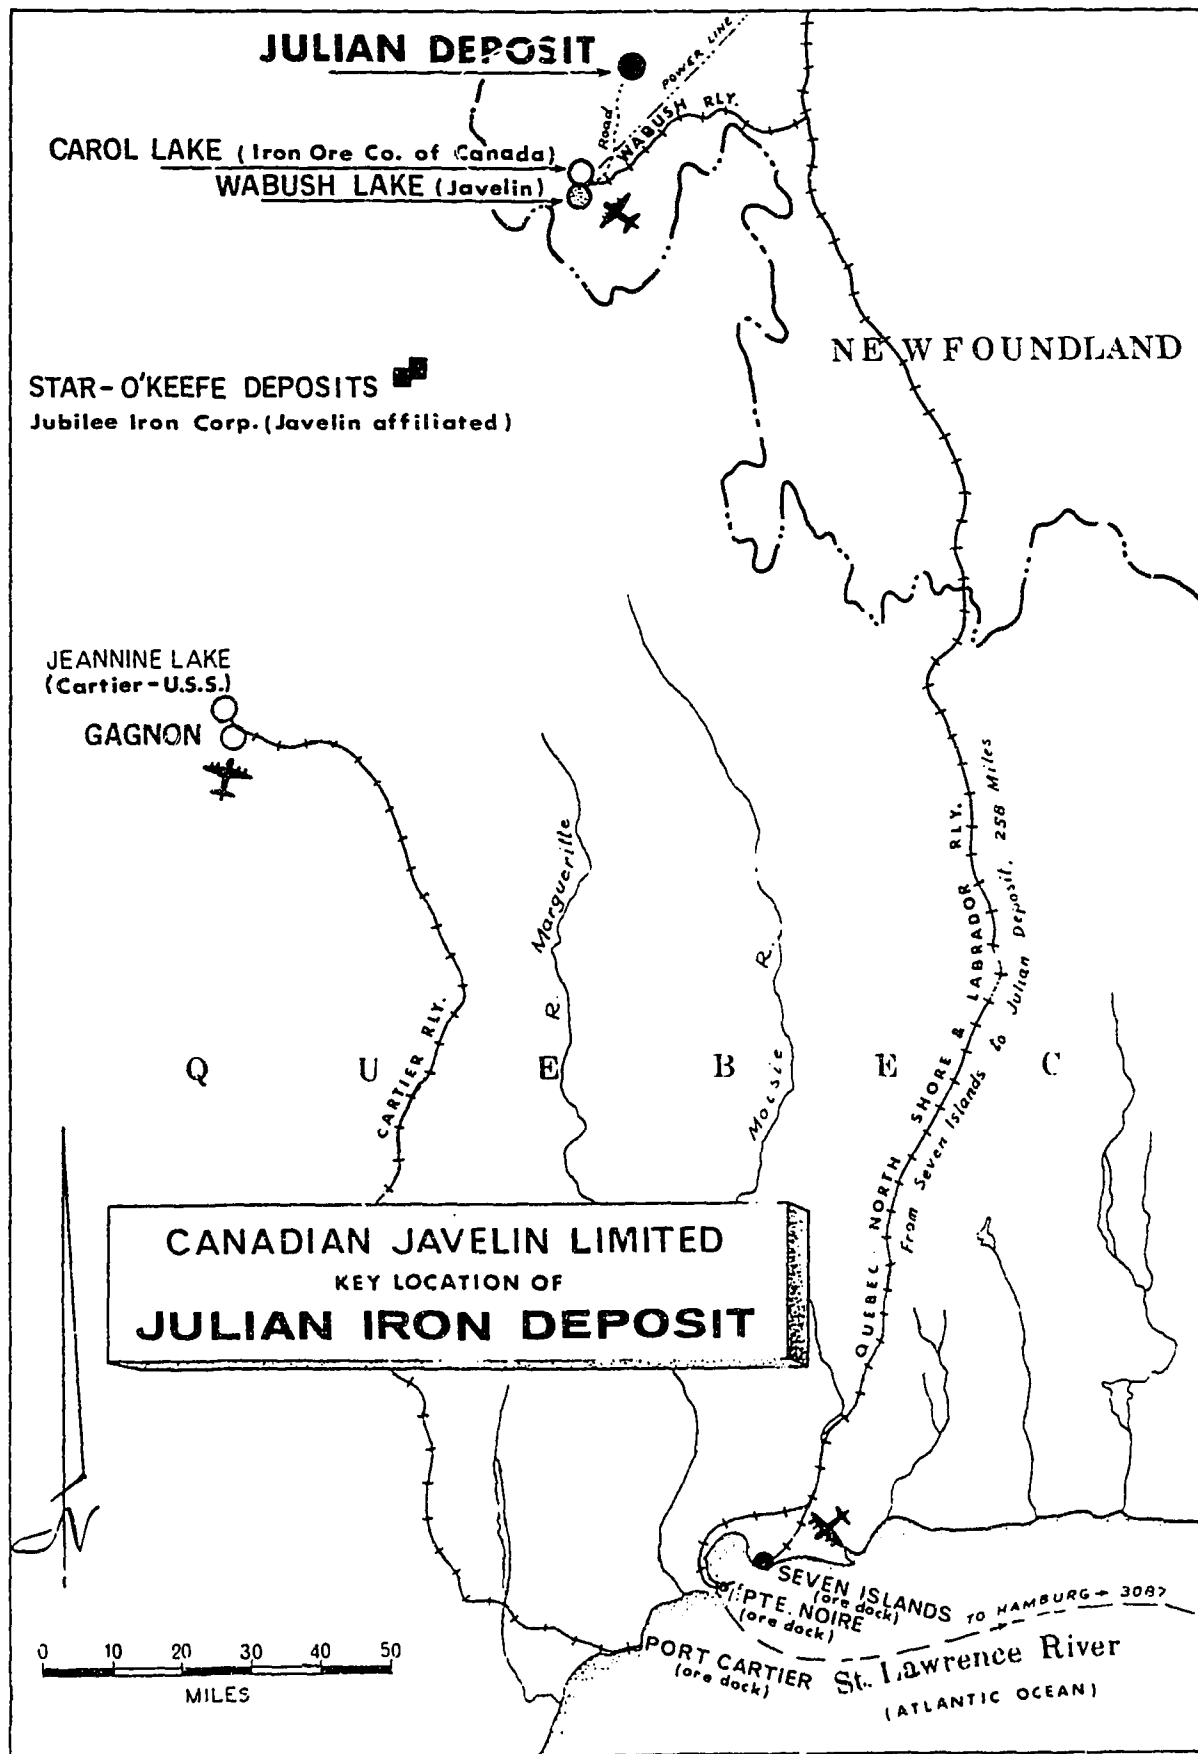 JULIAN DEPOSIT
POWER LINE
Road
WABUSH RLY.
CAROL LAKE (Iron Ore Co. of Canada)
WABUSH LAKE (Javelin)
NEWFOUNDLAND
STAR-O'KEEFE DEPOSITS
Jubilee Iron Corp. (Javelin affiliated)
JEANNINE LAKE
(Cartier-U.S.S.)
GAGNON
Marguerille
R.
R.
Mocsie
CARTIER RLY.
QUEBEC NORTH SHORE & LABRADOR RLY.
From Seven Islands to Julian Deposit. 258 Miles
Q U E B E C
CANADIAN JAVELIN LIMITED
KEY LOCATION OF
JULIAN IRON DEPOSIT
N
SEVEN ISLANDS
(ore dock)
PTE. NOIRE
(ore dock)
TO HAMBURG → 3087
PORT CARTIER
(ore dock)
St. Lawrence River
(ATLANTIC OCEAN)
0 10 20 30 40 50
MILES